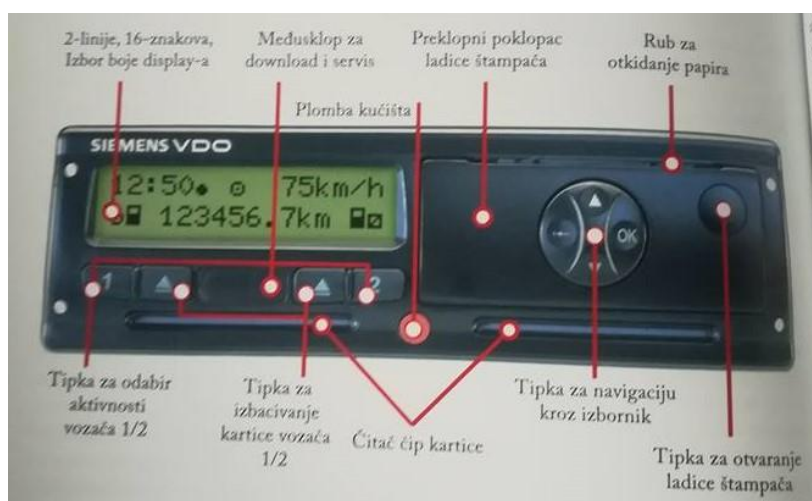 2-linije, 16-znakova,
Izbor boje display-a
Međusklop za
download i servis
Preklopni poklopac
ladice štampača
Rub za
otkidanje papira
Plomba kućišta
SIEMENS VDO
12:50 75km/h
123456.7km
OK
1
2
Tipka za odabir
aktivnosti
vozača 1/2
Tipka za
izbacivanje
kartice vozača
1/2
Čitač čip kartice
Tipka za navigaciju
kroz izbornik
Tipka za otvaranje
ladice štampača